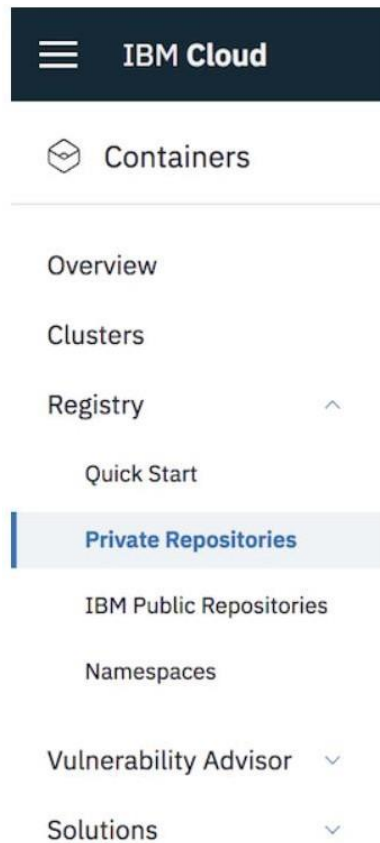 IBM Cloud
Containers
Overview
Clusters
Registry
Quick Start
Private Repositories
IBM Public Repositories
Namespaces
Vulnerability Advisor
Solutions